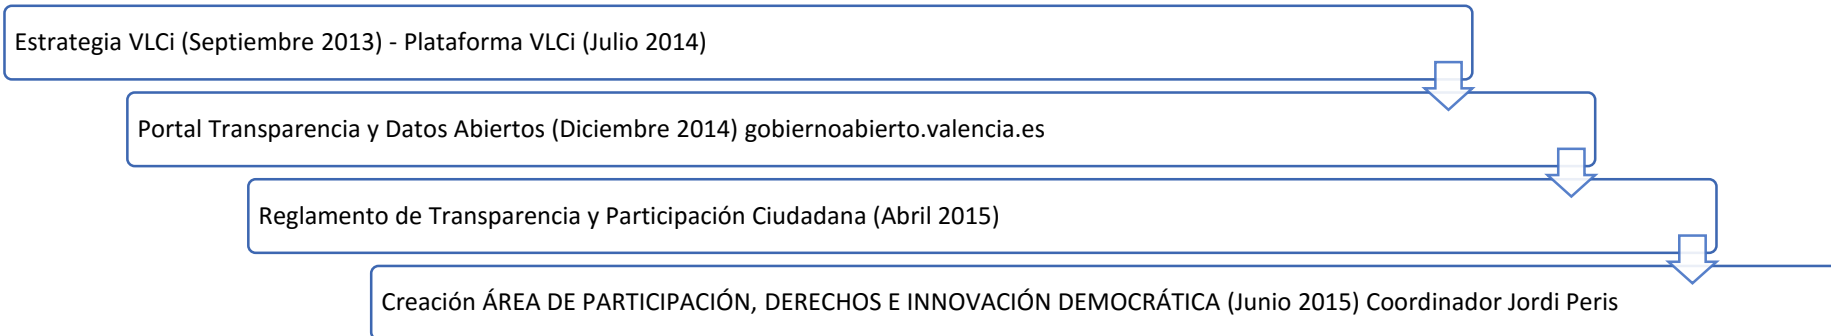 Estrategia VLCi (Septiembre 2013) - Plataforma VLCi (Julio 2014)
Portal Transparencia y Datos Abiertos (Diciembre 2014) gobiernoabierto.valencia.es
Reglamento de Transparencia y Participación Ciudadana (Abril 2015)
Creación ÁREA DE PARTICIPACIÓN, DERECHOS E INNOVACIÓN DEMOCRÁTICA (Junio 2015) Coordinador Jordi Peris